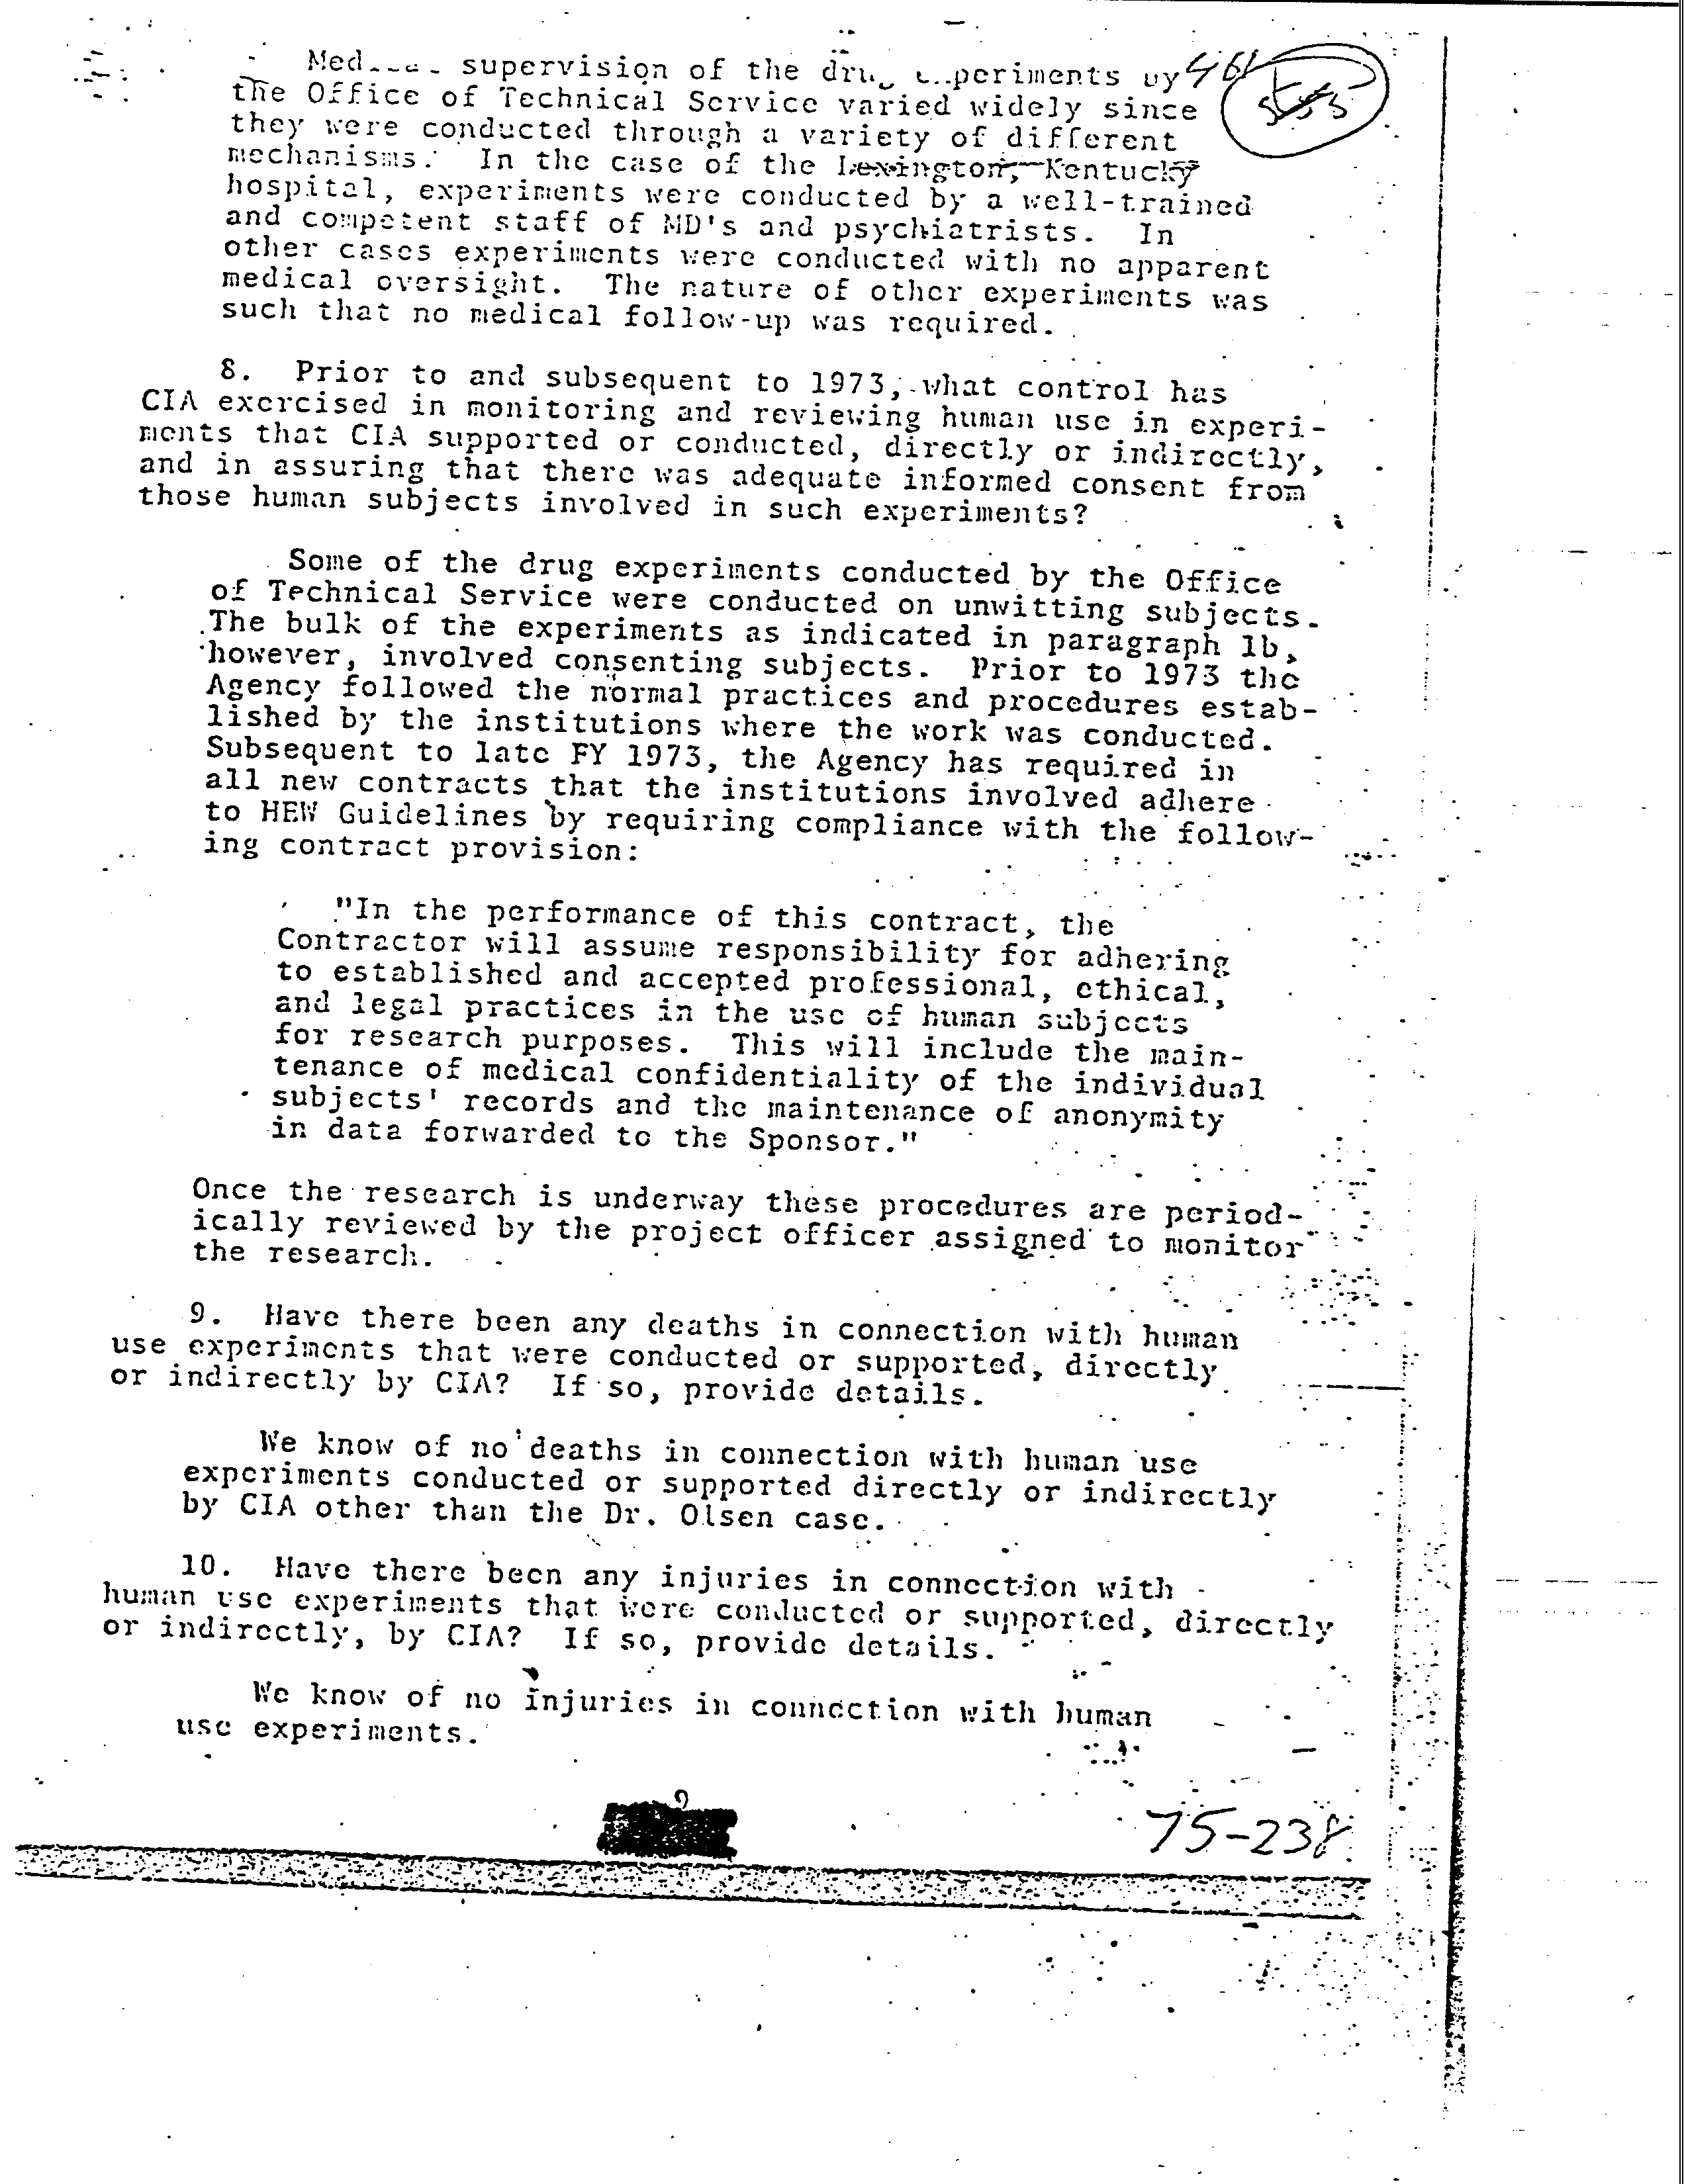 supervision of the experiments by 461
the Office of Technical Service varied widely since
they were conducted through a variety of different
mechanisms. In the case of the Lexington, Kentucky
hospital, experiments were conducted by a well-trained
and competent staff of MD's and psychiatrists. In
other cases experiments were conducted with no apparent
medical oversight. The nature of other experiments was
such that no medical follow-up was required.
8. Prior to and subsequent to 1973, what control has
CIA exercised in monitoring and reviewing human use in experi-
ments that CIA supported or conducted, directly or indirectly,
and in assuring that there was adequate informed consent from
those human subjects involved in such experiments?
Some of the drug experiments conducted by the Office
of Technical Service were conducted on unwitting subjects.
The bulk of the experiments as indicated in paragraph 1b,
however, involved consenting subjects. Prior to 1973 the
Agency followed the normal practices and procedures estab-
lished by the institutions where the work was conducted.
Subsequent to late FY 1973, the Agency has required in
all new contracts that the institutions involved adhere
to HEW Guidelines by requiring compliance with the follow-
ing contract provision:
"In the performance of this contract, the
Contractor will assume responsibility for adhering
to established and accepted professional, ethical,
and legal practices in the use of human subjects
for research purposes. This will include the main-
tenance of medical confidentiality of the individual
subjects' records and the maintenance of anonymity
in data forwarded to the Sponsor."
Once the research is underway these procedures are period-
ically reviewed by the project officer assigned to monitor
the research.
9. Have there been any deaths in connection with human
use experiments that were conducted or supported, directly
or indirectly by CIA? If so, provide details.
We know of no deaths in connection with human use
experiments conducted or supported directly or indirectly
by CIA other than the Dr. Olsen case.
10. Have there been any injuries in connection with
human use experiments that were conducted or supported, directly
or indirectly, by CIA? If so, provide details.
We know of no injuries in connection with human
use experiments.
75-238